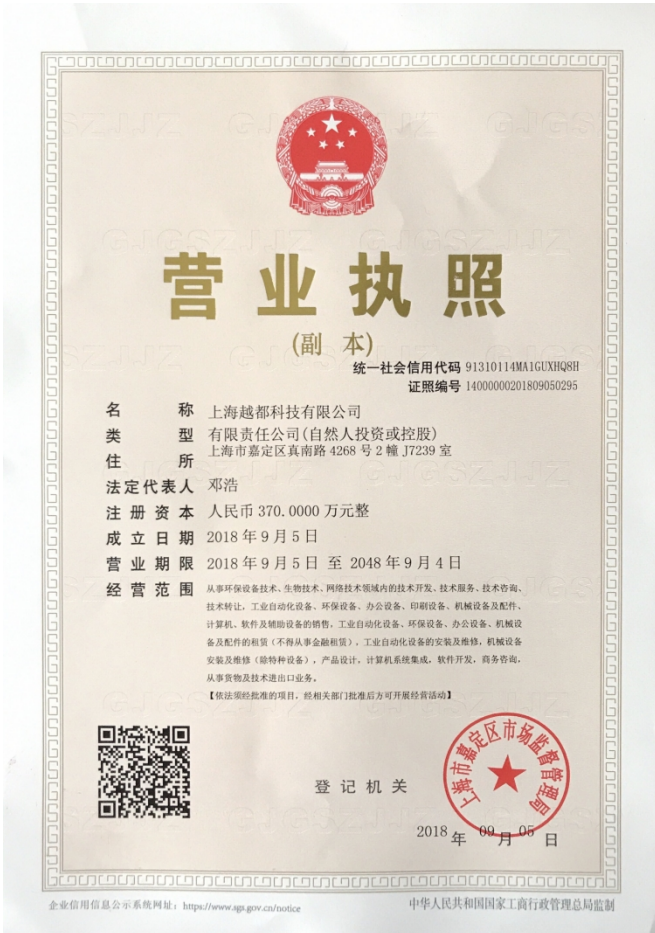 营业执照
(副 本)
统一社会信用代码 91310114MA1GUXHQ8H
证照编号 14000000201809050295
名 称 上海越都科技有限公司
类 型 有限责任公司(自然人投资或控股)
住 所 上海市嘉定区真南路 4268 号 2 幢 J7239 室
法定代表人 邓浩
注册资本 人民币 370.0000 万元整
成立日期 2018 年 9 月 5 日
营业期限 2018 年 9 月 5 日 至 2048 年 9 月 4 日
经营范围 从事环保设备技术、生物技术、网络技术领域内的技术开发、技术服务、技术咨询、
技术转让,工业自动化设备、环保设备、办公设备、印刷设备、机械设备及配件、
计算机、软件及辅助设备的销售,工业自动化设备、环保设备、办公设备、机械设
备及配件的租赁(不得从事金融租赁),工业自动化设备的安装及维修,机械设备
安装及维修(除特种设备),产品设计,计算机系统集成,软件开发,商务咨询,
从事货物及技术进出口业务。
【依法须经批准的项目,经相关部门批准后方可开展经营活动】
登记机关
上海市嘉定区市场监督管理局
2018 年 09 月 05 日
企业信用信息公示系统网址:https://www.sgs.gov.cn/notice
中华人民共和国国家工商行政管理总局监制